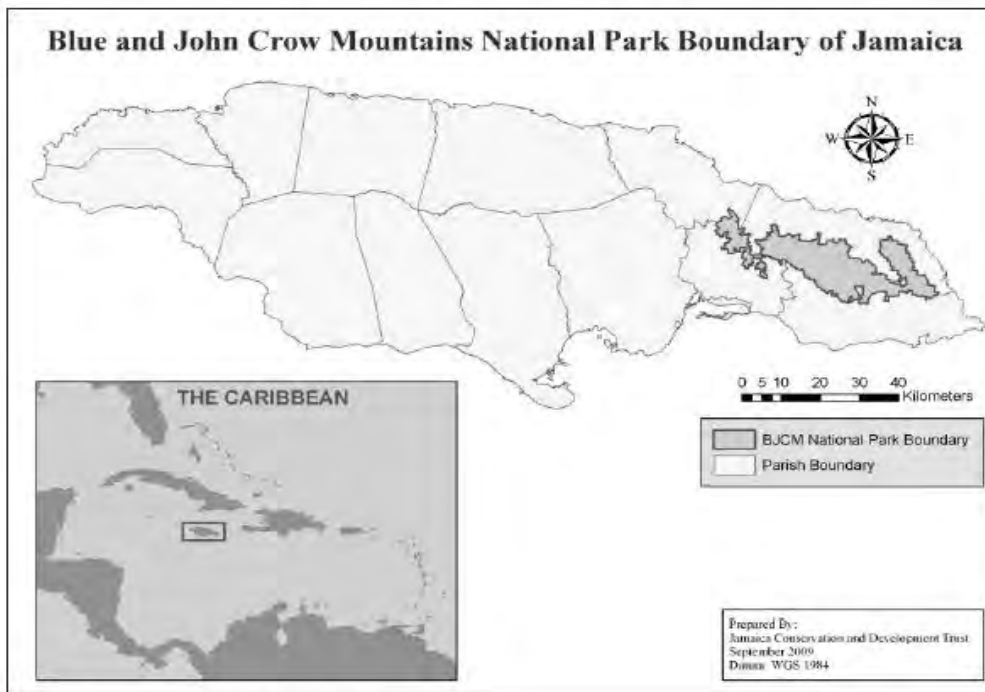 Blue and John Crow Mountains National Park Boundary of Jamaica
N
W E
S
0 5 10 20 30 40
Kilometers
BJCM National Park Boundary
Parish Boundary
THE CARIBBEAN
Prepared By:
Jamaica Conservation and Development Trust
September 2009
Datum: WGS 1984